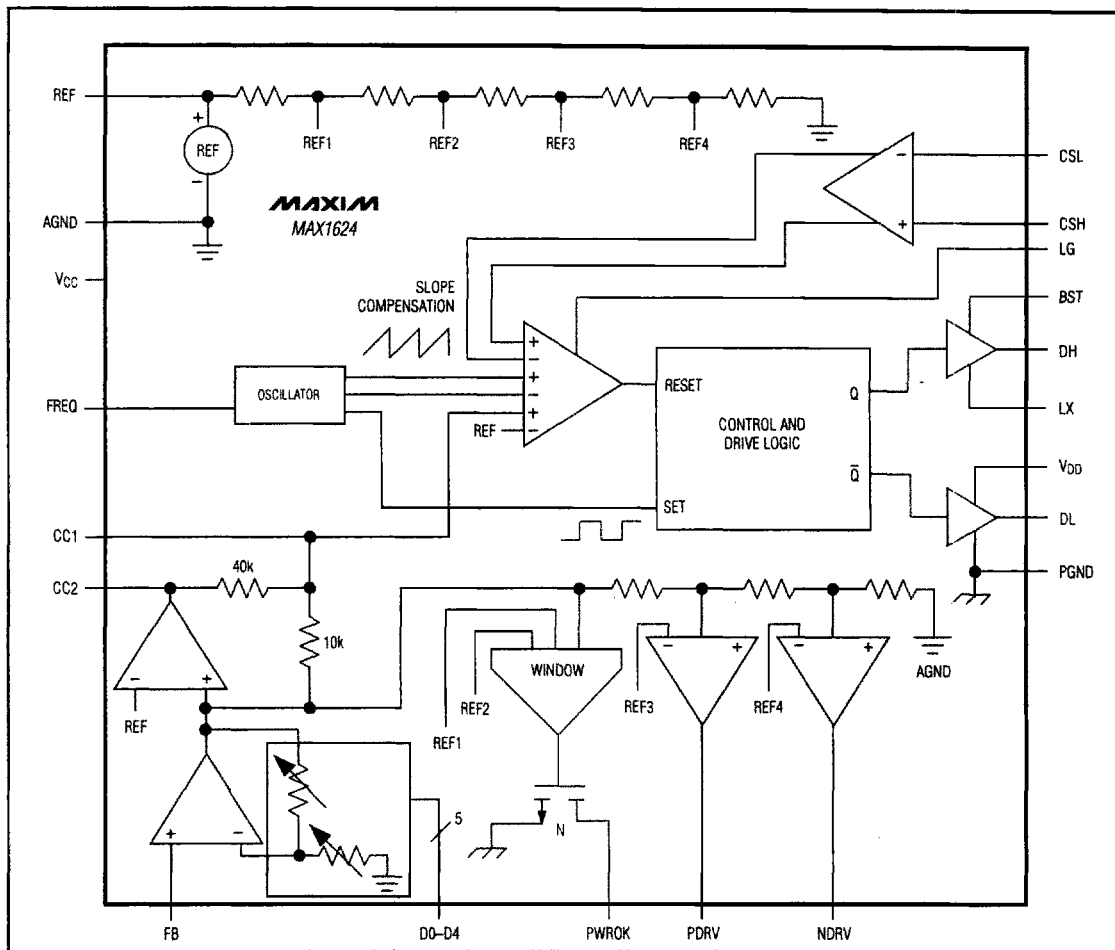 REF
REF1
REF2
REF3
REF4
+
REF
−
−
CSL
MAXIM
MAX1624
AGND
+
CSH
LG
VCC
SLOPE
COMPENSATION
BST
+
−
+
−
+
−
REF
DH
OSCILLATOR
FREQ
RESET
Q
CONTROL AND
DRIVE LOGIC
LX
Q̅
VDD
SET
DL
CC1
CC2
40k
PGND
10k
WINDOW
−
+
−
+
AGND
−
+
REF
REF2
REF1
REF3
REF4
5
+
−
N
FB
D0–D4
PWROK
PDRV
NDRV